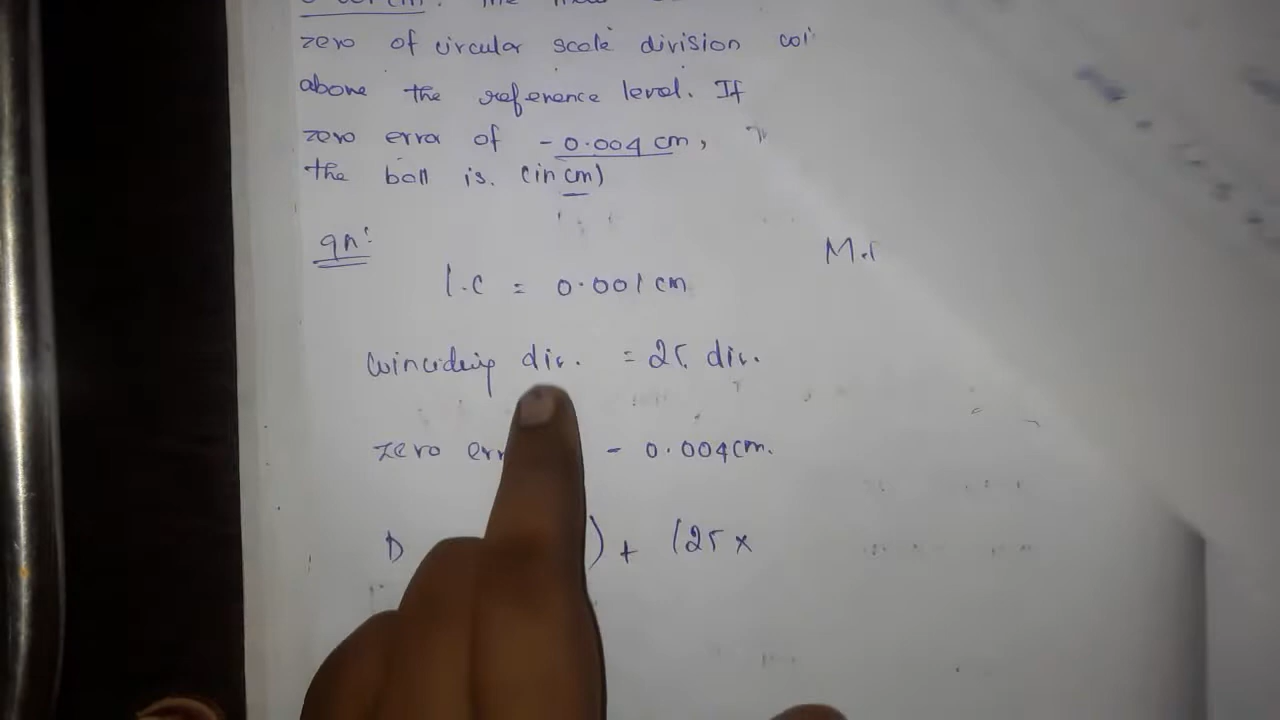 zero of circular scale division coi
above the reference level. If
zero erra of - 0.004 cm,
the ball is. (in cm)
gn:
M.
l.c = 0.001 cm
coinciding div. = 25 div.
zero err - 0.004cm.
D ) + (25 ×